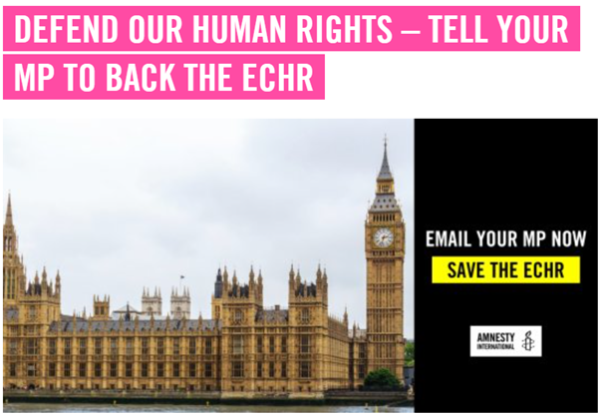 DEFEND OUR HUMAN RIGHTS – TELL YOUR
MP TO BACK THE ECHR
EMAIL YOUR MP NOW
SAVE THE ECHR
AMNESTY
INTERNATIONAL